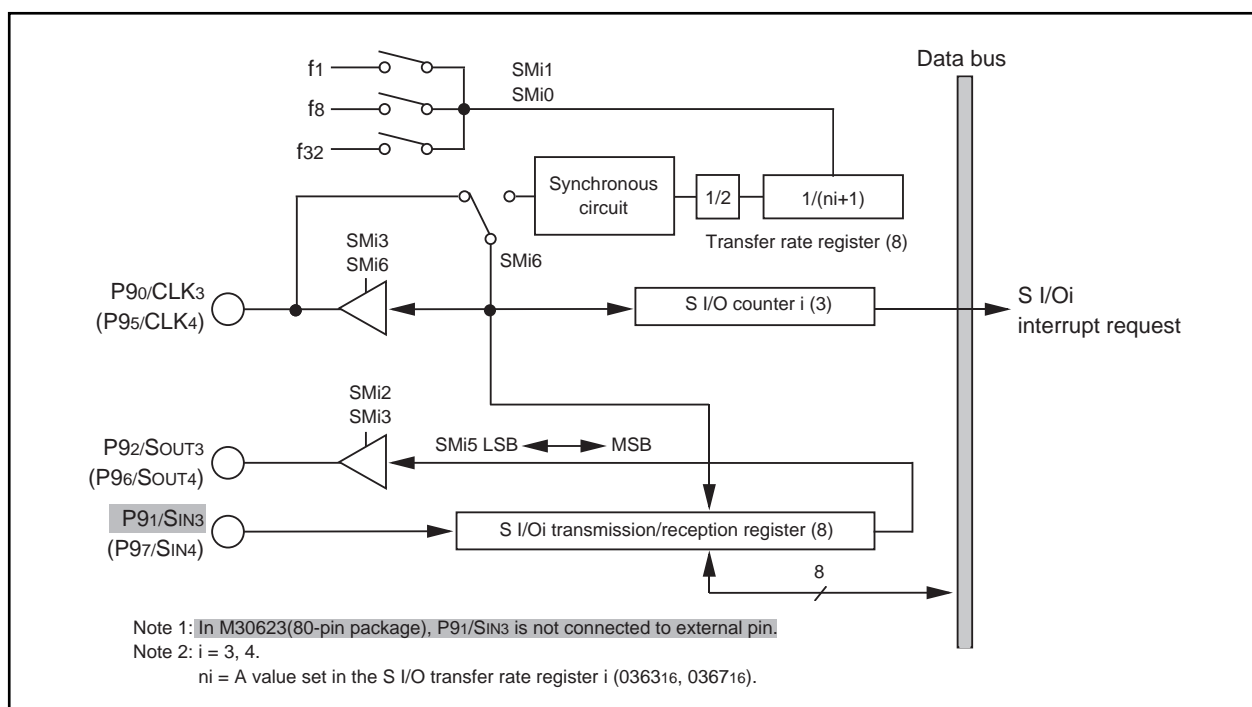 Data bus
f1
SMi1
SMi0
f8
f32
Synchronous
circuit
1/2
1/(ni+1)
Transfer rate register (8)
SMi3
SMi6
SMi6
P90/CLK3
(P95/CLK4)
S I/O counter i (3)
S I/Oi
interrupt request
SMi2
SMi3
SMi5 LSB
MSB
P92/SOUT3
(P96/SOUT4)
P91/SIN3
(P97/SIN4)
S I/Oi transmission/reception register (8)
8
Note 1: In M30623(80-pin package), P91/SIN3 is not connected to external pin.
Note 2: i = 3, 4.
ni = A value set in the S I/O transfer rate register i (036316, 036716).